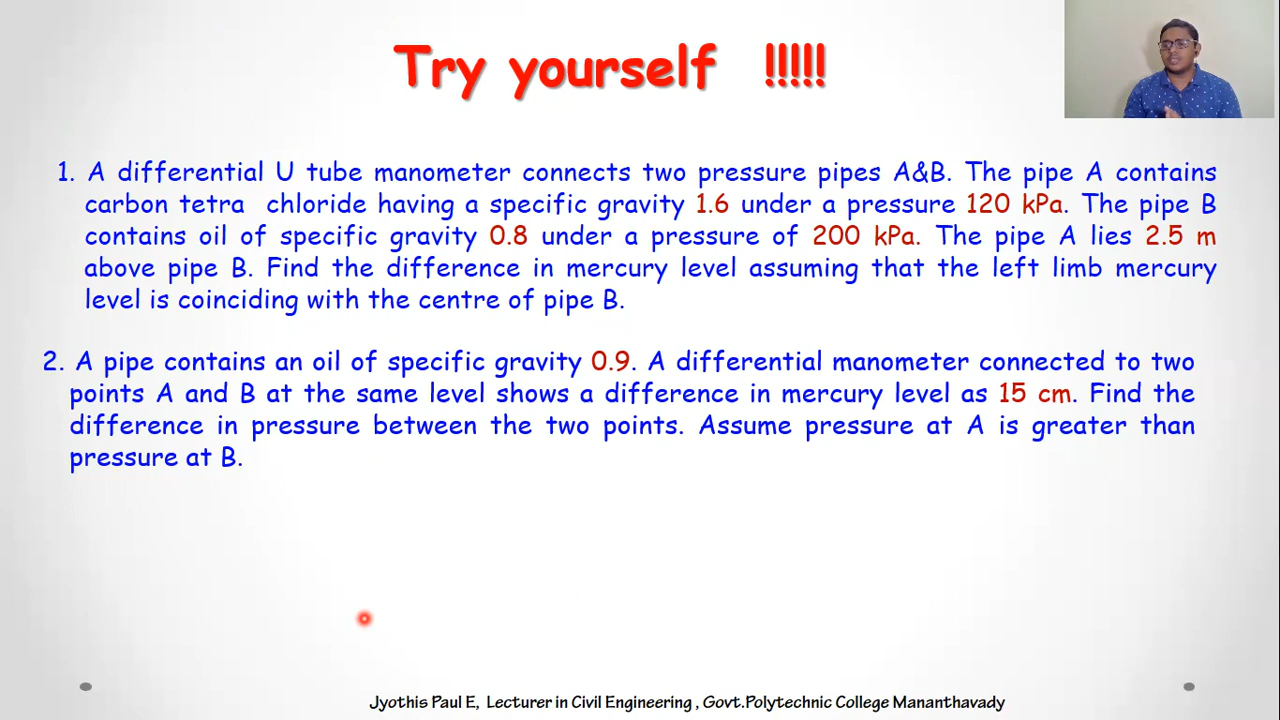 Try yourself !!!!!
1. A differential U tube manometer connects two pressure pipes A&B. The pipe A contains
carbon tetra chloride having a specific gravity 1.6 under a pressure 120 kPa. The pipe B
contains oil of specific gravity 0.8 under a pressure of 200 kPa. The pipe A lies 2.5 m
above pipe B. Find the difference in mercury level assuming that the left limb mercury
level is coinciding with the centre of pipe B.
2. A pipe contains an oil of specific gravity 0.9. A differential manometer connected to two
points A and B at the same level shows a difference in mercury level as 15 cm. Find the
difference in pressure between the two points. Assume pressure at A is greater than
pressure at B.
Jyothis Paul E, Lecturer in Civil Engineering , Govt.Polytechnic College Mananthavady